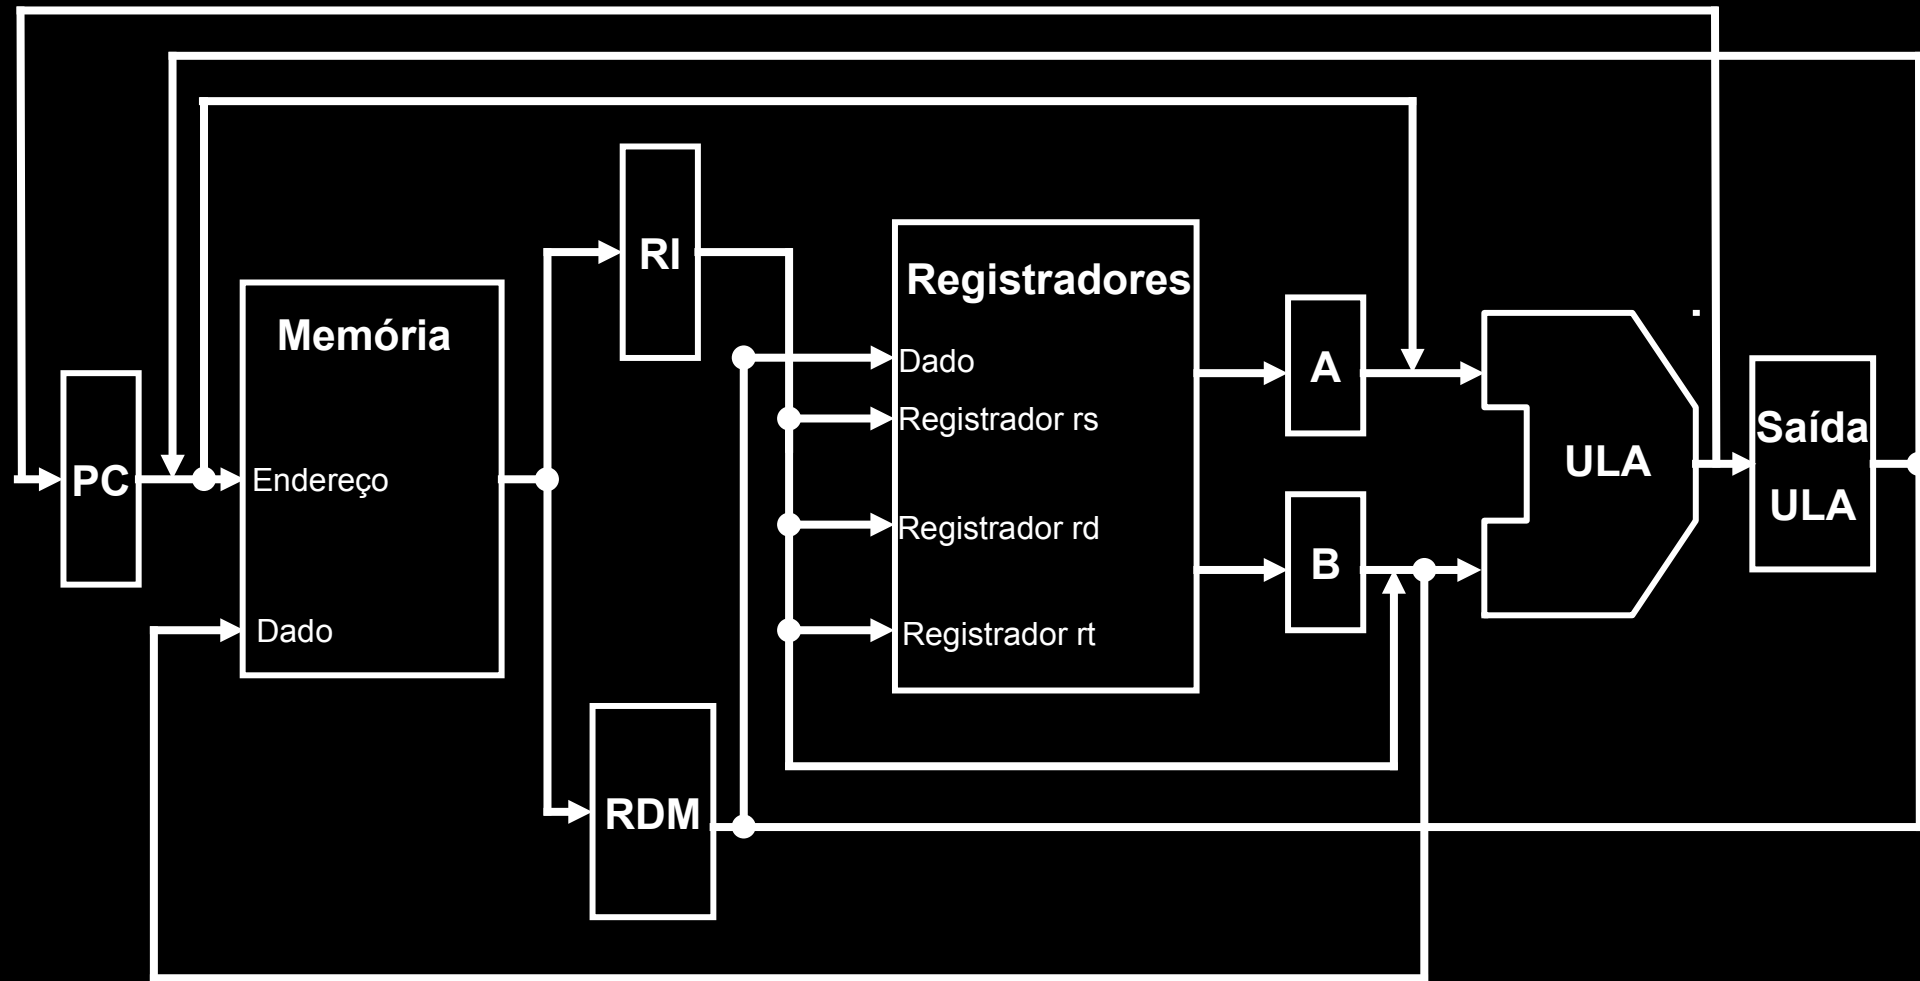 RI
Registradores
Memória
Dado
A
Registrador rs
Saída
ULA
ULA
PC
Endereço
Registrador rd
B
Dado
Registrador rt
RDM